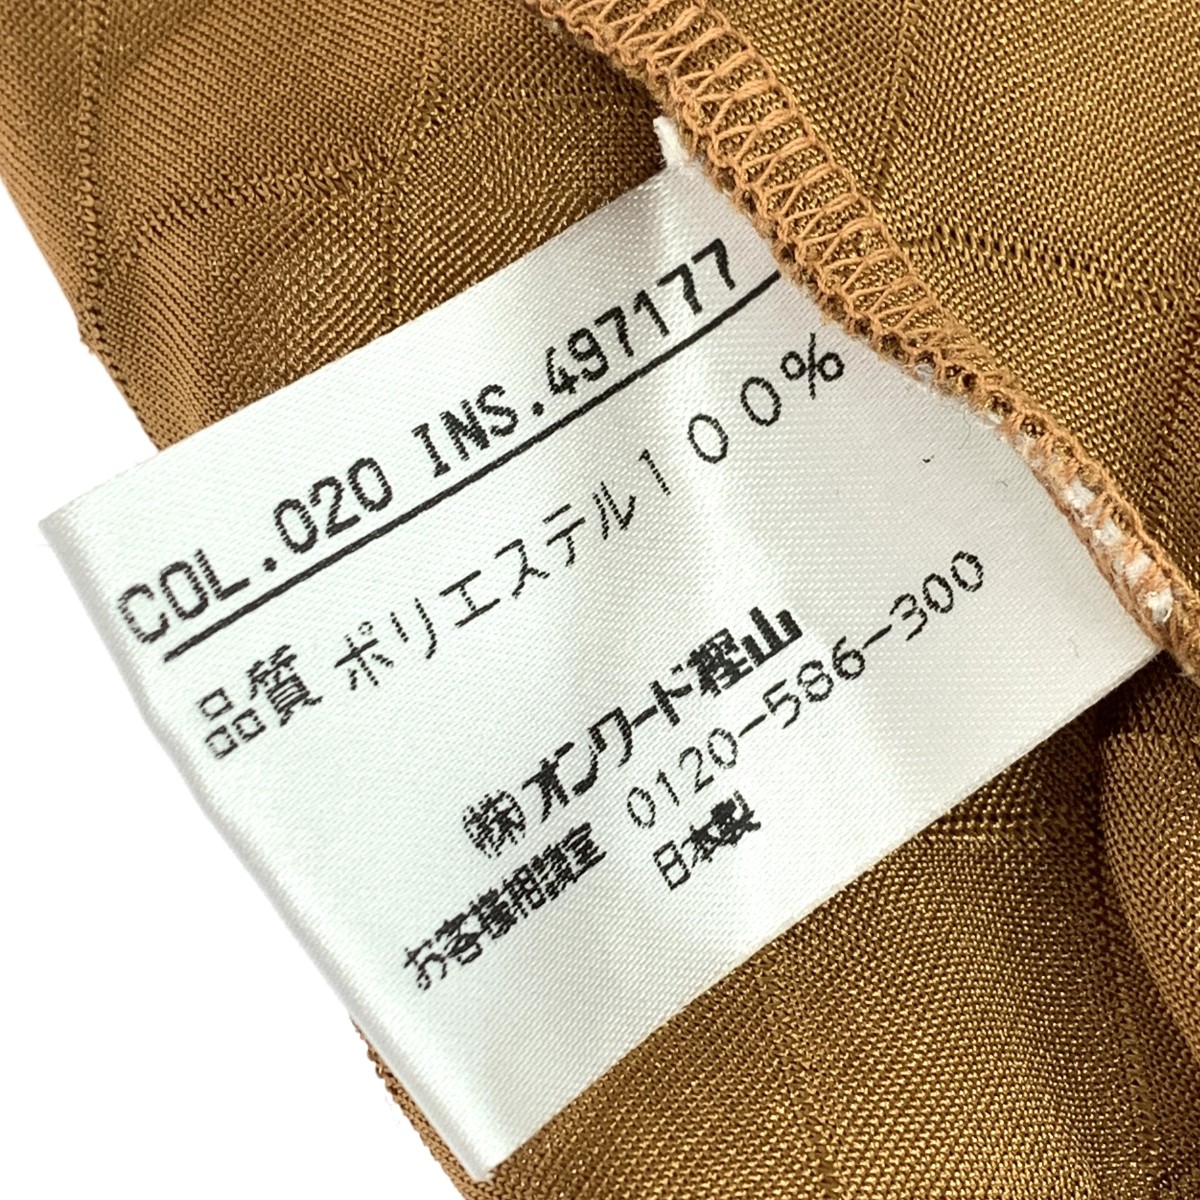 COL.020 INS.497177
品質 ポリエステル100%
㈱オンワード樫山
お客様相談室 0120-586-300
日本製